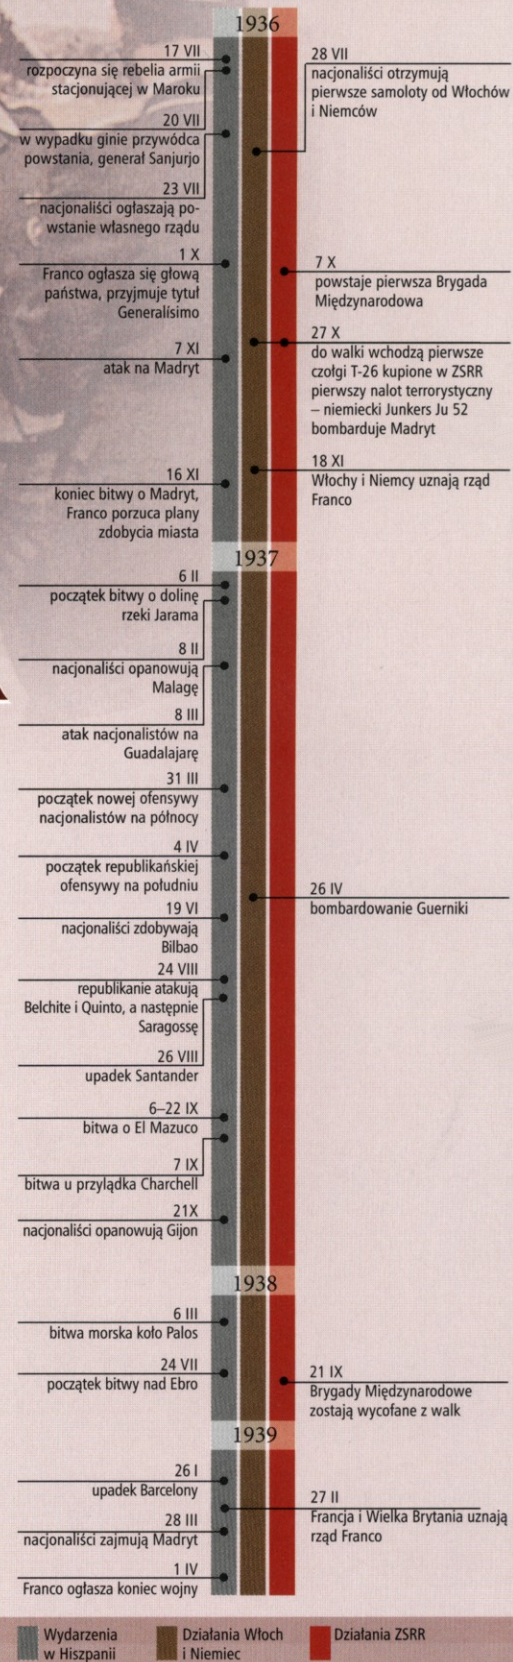 1936
17 VII
rozpoczyna się rebelia armii
stacjonującej w Maroku
20 VII
w wypadku ginie przywódca
powstania, generał Sanjurjo
23 VII
nacjonaliści ogłaszają po-
wstanie własnego rządu
1 X
Franco ogłasza się głową
państwa, przyjmuje tytuł
Generalísimo
7 XI
atak na Madryt
16 XI
koniec bitwy o Madryt,
Franco porzuca plany
zdobycia miasta
28 VII
nacjonaliści otrzymują
pierwsze samoloty od Włochów
i Niemców
7 X
powstaje pierwsza Brygada
Międzynarodowa
27 X
do walki wchodzą pierwsze
czołgi T-26 kupione w ZSRR
pierwszy nalot terrorystyczny
– niemiecki Junkers Ju 52
bombarduje Madryt
18 XI
Włochy i Niemcy uznają rząd
Franco
1937
6 II
początek bitwy o dolinę
rzeki Jarama
8 II
nacjonaliści opanowują
Malagę
8 III
atak nacjonalistów na
Guadalajarę
31 III
początek nowej ofensywy
nacjonalistów na północy
4 IV
początek republikańskiej
ofensywy na południu
19 VI
nacjonaliści zdobywają
Bilbao
24 VIII
republikanie atakują
Belchite i Quinto, a następnie
Saragossę
26 VIII
upadek Santander
6–22 IX
bitwa o El Mazuco
7 IX
bitwa u przylądka Charchell
21X
nacjonaliści opanowują Gijon
26 IV
bombardowanie Guerniki
1938
6 III
bitwa morska koło Palos
24 VII
początek bitwy nad Ebro
21 IX
Brygady Międzynarodowe
zostają wycofane z walk
1939
26 I
upadek Barcelony
28 III
nacjonaliści zajmują Madryt
1 IV
Franco ogłasza koniec wojny
27 II
Francja i Wielka Brytania uznają
rząd Franco
Wydarzenia
w Hiszpanii
Działania Włoch
i Niemiec
Działania ZSRR